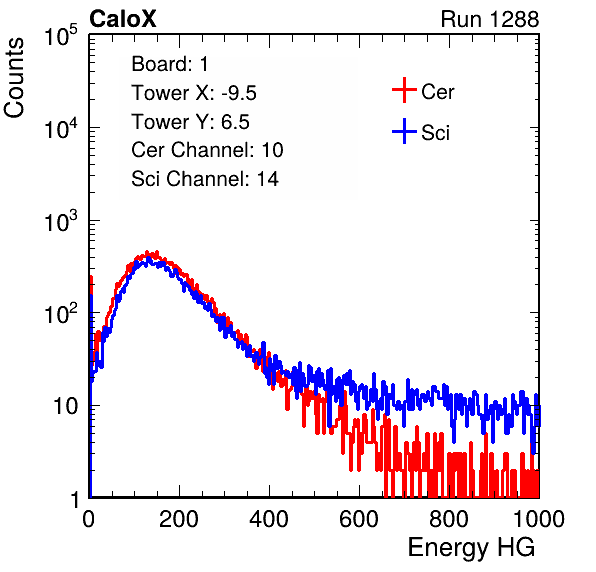 CaloX Run 1288
Counts
10^5
10^4
10^3
10^2
10
1
Board: 1
Tower X: -9.5
Tower Y: 6.5
Cer Channel: 10
Sci Channel: 14
Cer
Sci
0 200 400 600 800 1000
Energy HG